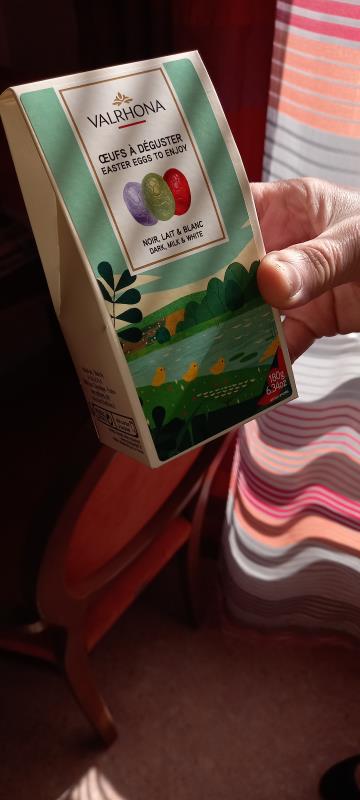 VALRHONA
ŒUFS À DÉGUSTER
EASTER EGGS TO ENJOY
NOIR, LAIT & BLANC
DARK, MILK & WHITE
180g
6.34oz